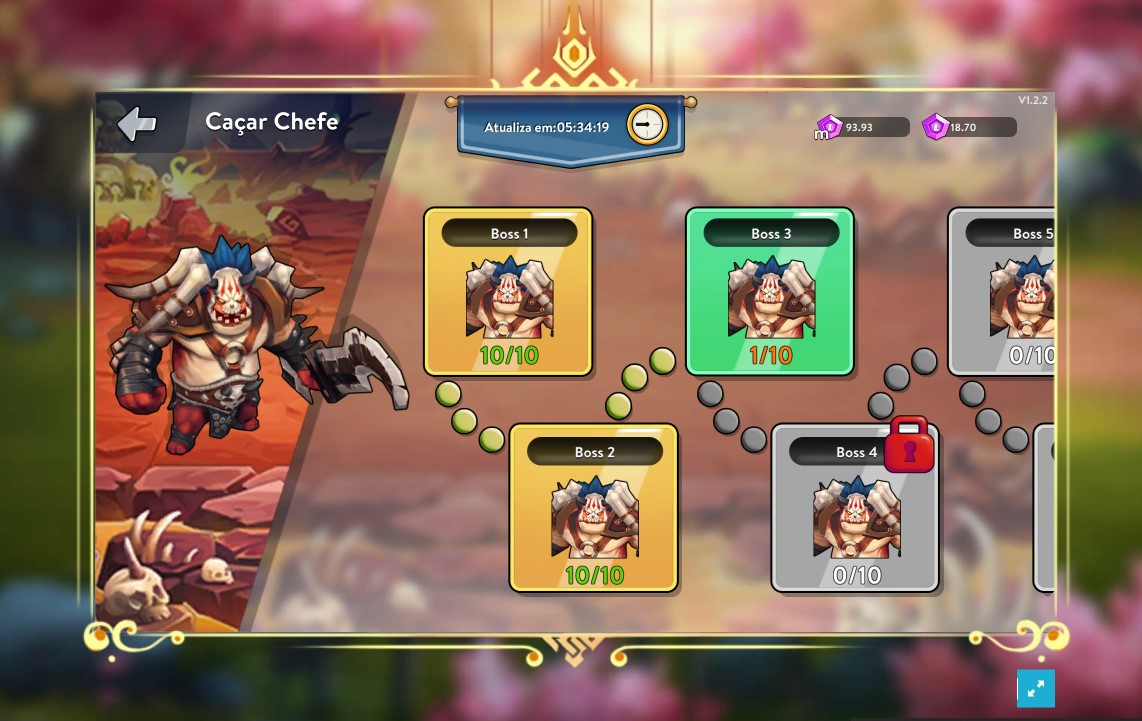 V1.2.2
Caçar Chefe
Atualiza em:05:34:19
m 93.93
18.70
Boss 1
10/10
Boss 3
1/10
Boss 5
0/10
Boss 2
10/10
Boss 4
0/10